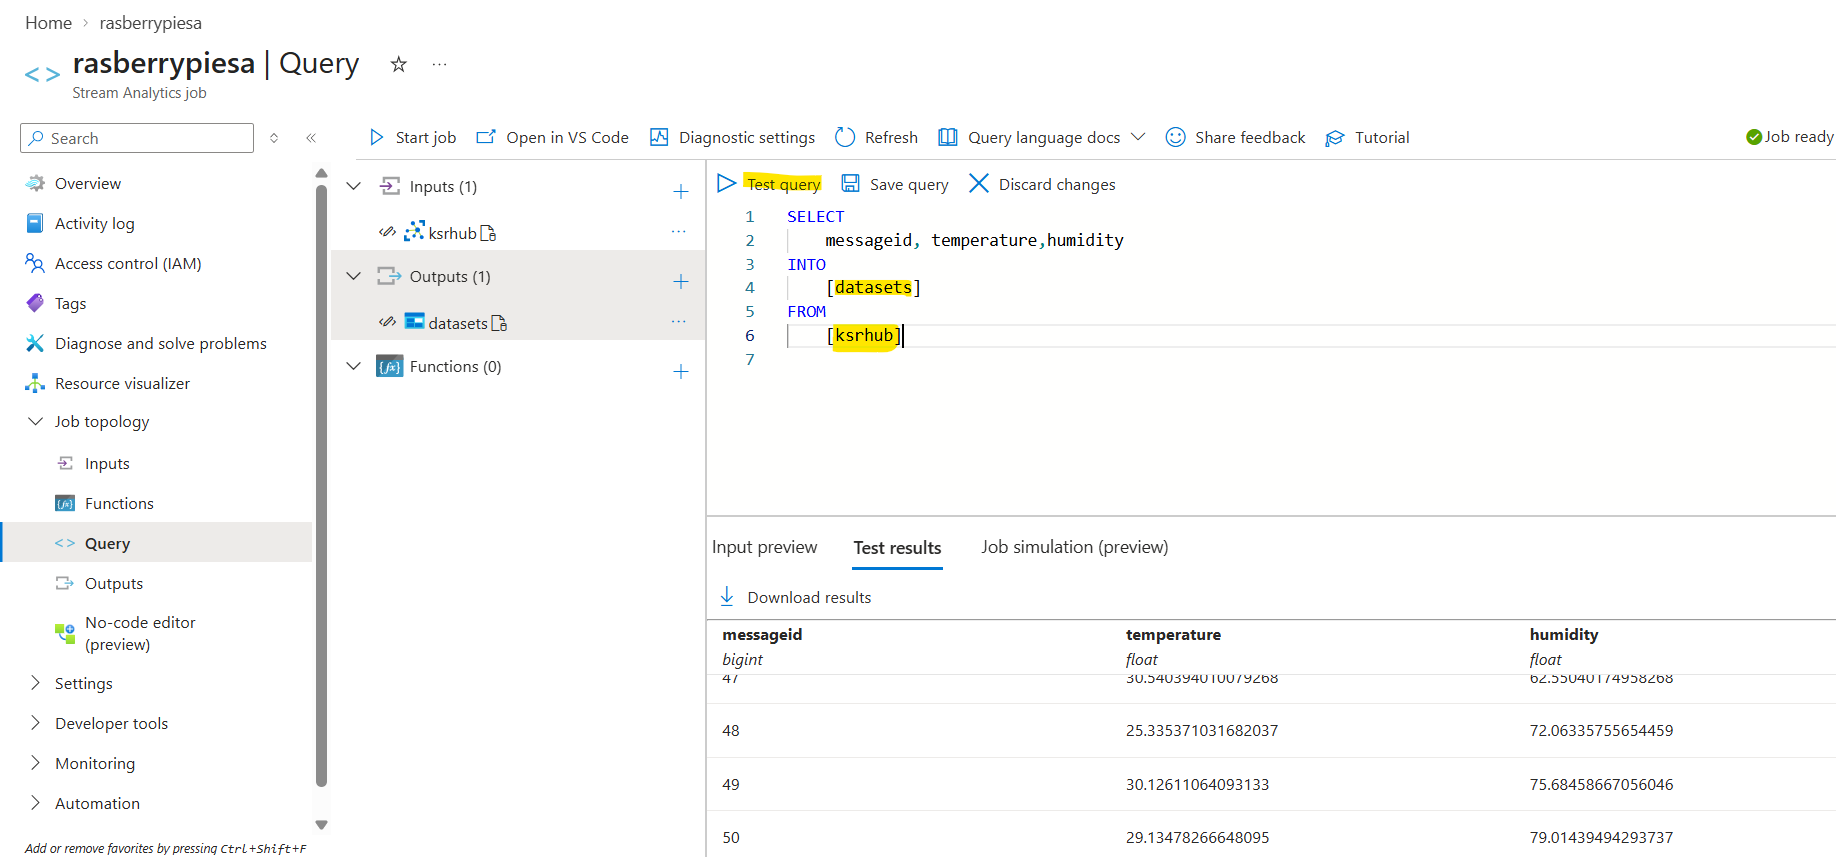 Home > rasberrypiesa
rasberrypiesa | Query
Stream Analytics job
Search
Overview
Activity log
Access control (IAM)
Tags
Diagnose and solve problems
Resource visualizer
Job topology
Inputs
Functions
Query
Outputs
No-code editor
(preview)
Settings
Developer tools
Monitoring
Automation
Add or remove favorites by pressing Ctrl+Shift+F
Start job Open in VS Code Diagnostic settings Refresh Query language docs Share feedback Tutorial Job ready
Inputs (1)
ksrhub
Outputs (1)
datasets
Functions (0)
Test query Save query Discard changes
1 SELECT
2 messageid, temperature,humidity
3 INTO
4 [datasets]
5 FROM
6 [ksrhub]
7
Input preview Test results Job simulation (preview)
Download results
messageid temperature humidity
bigint float float
47 30.540394010079268 62.55040174958268
48 25.335371031682037 72.06335755654459
49 30.12611064093133 75.68458667056046
50 29.13478266648095 79.01439494293737